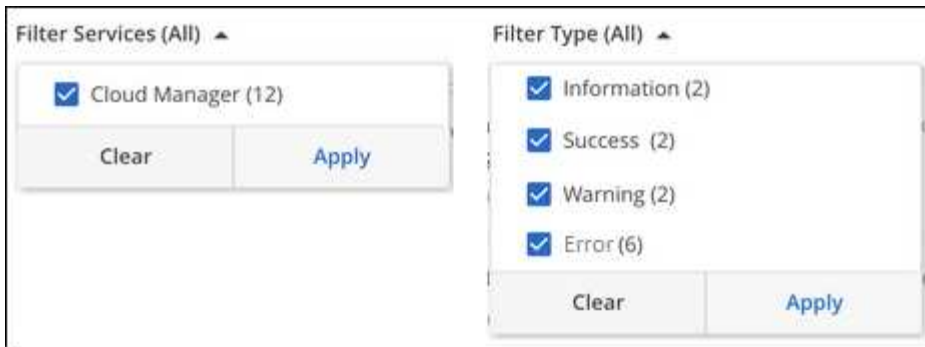 Filter Services (All)
Cloud Manager (12)
Clear Apply
Filter Type (All)
Information (2)
Success (2)
Warning (2)
Error (6)
Clear Apply